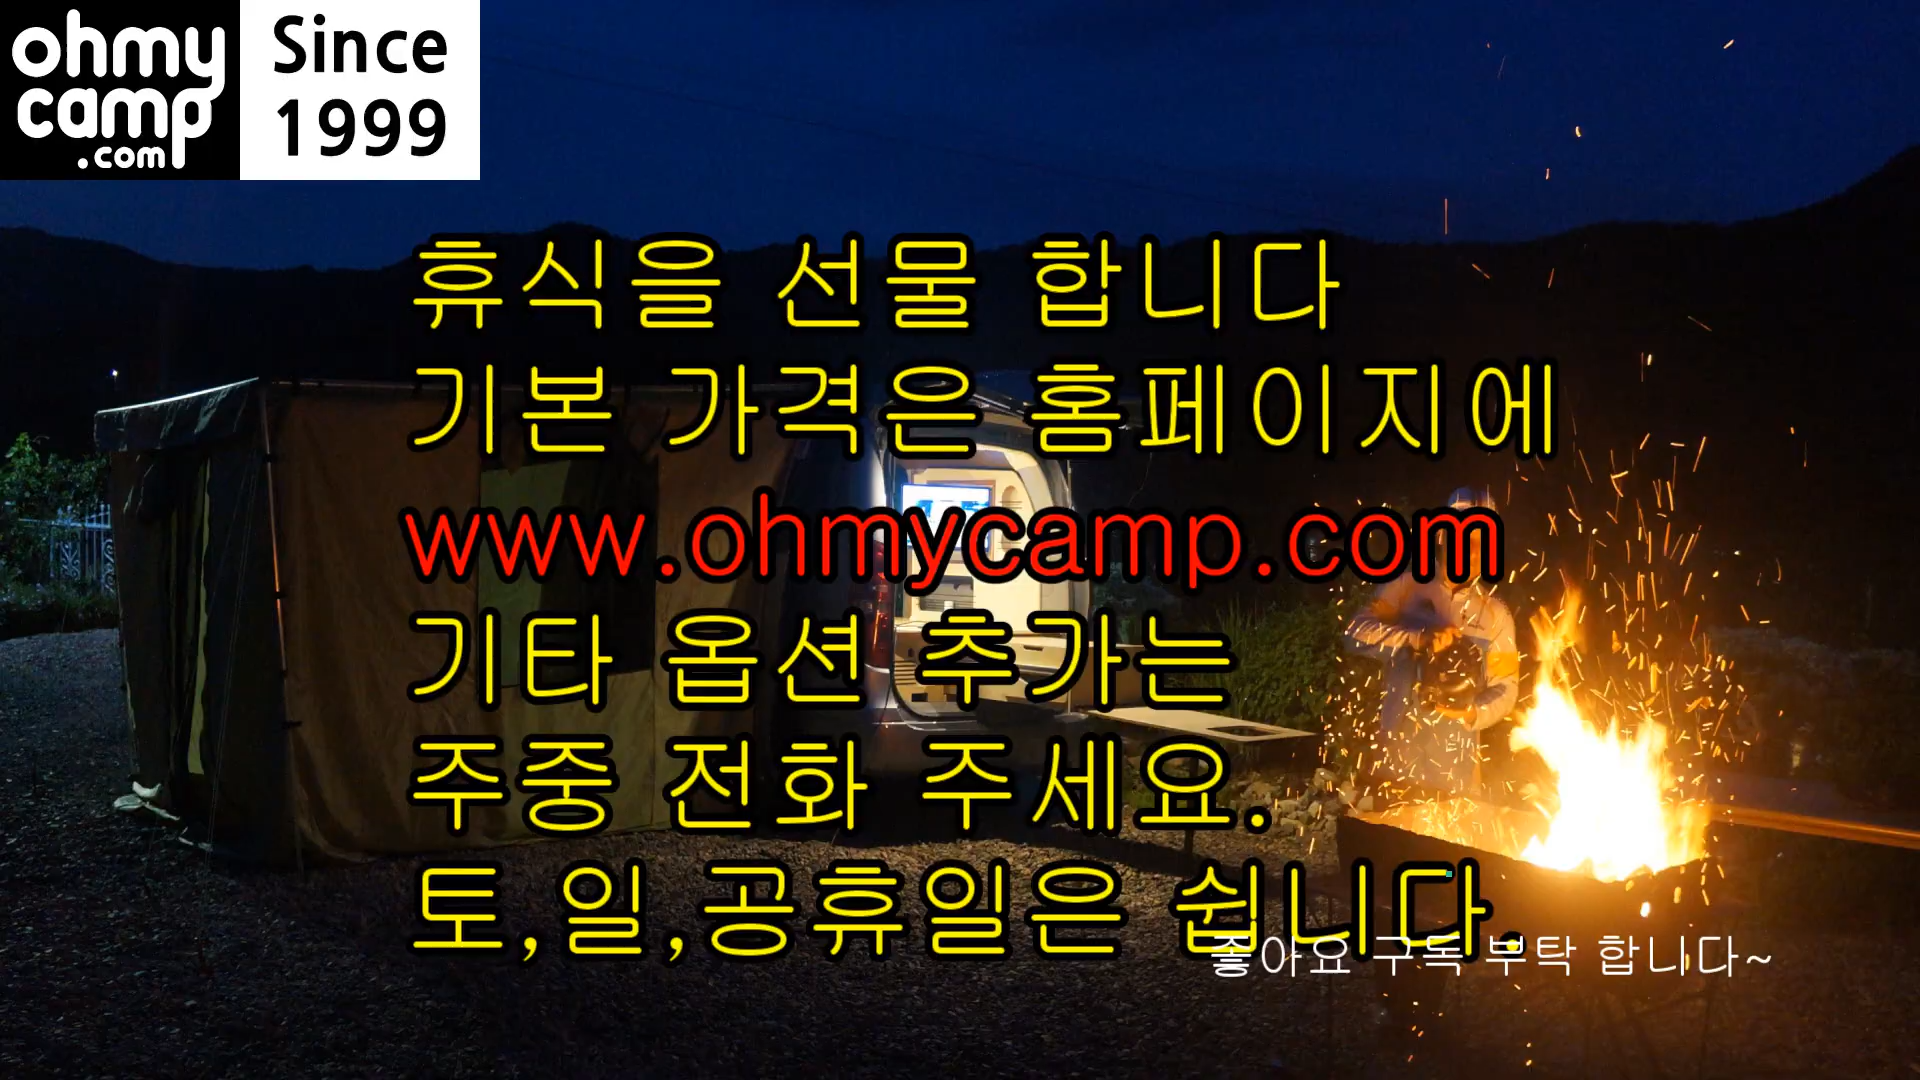 ohmy
camp
.com
Since
1999
휴식을 선물 합니다
기본 가격은 홈페이지에
www.ohmycamp.com
기타 옵션 추가는
주중 전화 주세요.
토,일,공휴일은 쉽니다.
좋아요 구독 부탁 합니다~